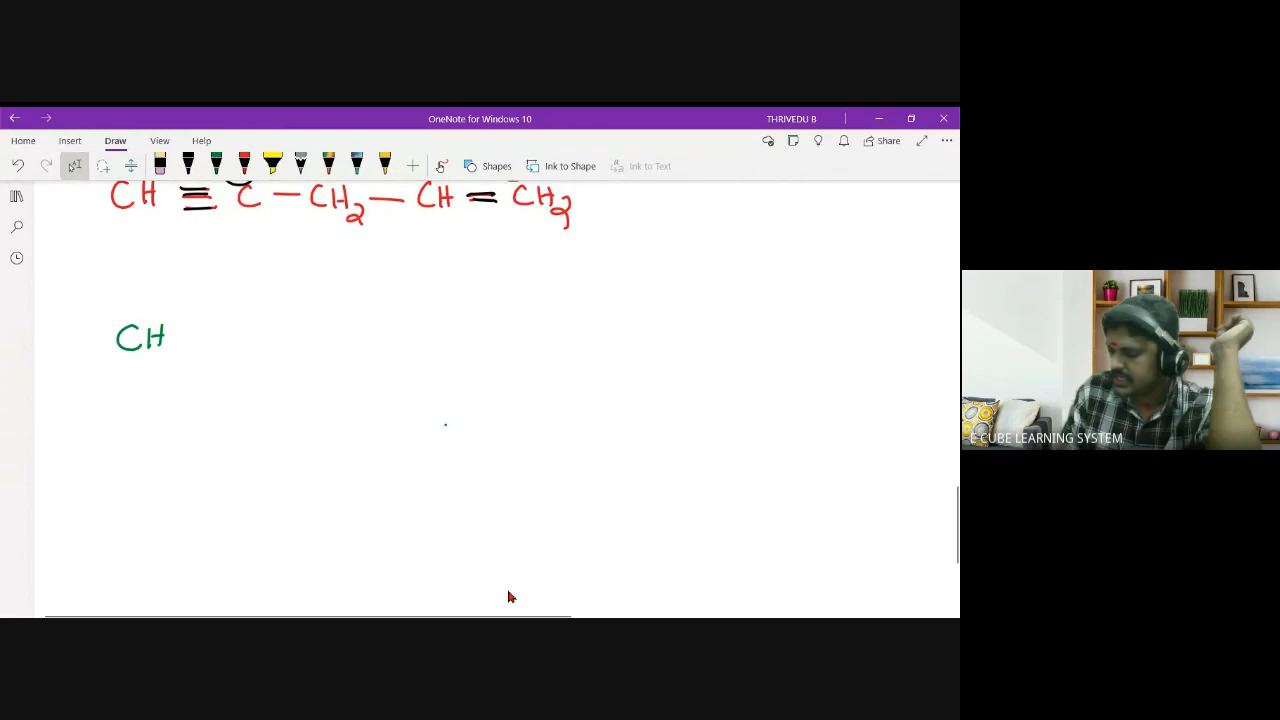 OneNote for Windows 10
THRIVEDU B
Home Insert Draw View Help
Share
Shapes Ink to Shape Ink to Text
CH ≡ C — CH2 — CH = CH2
CH
E CUBE LEARNING SYSTEM